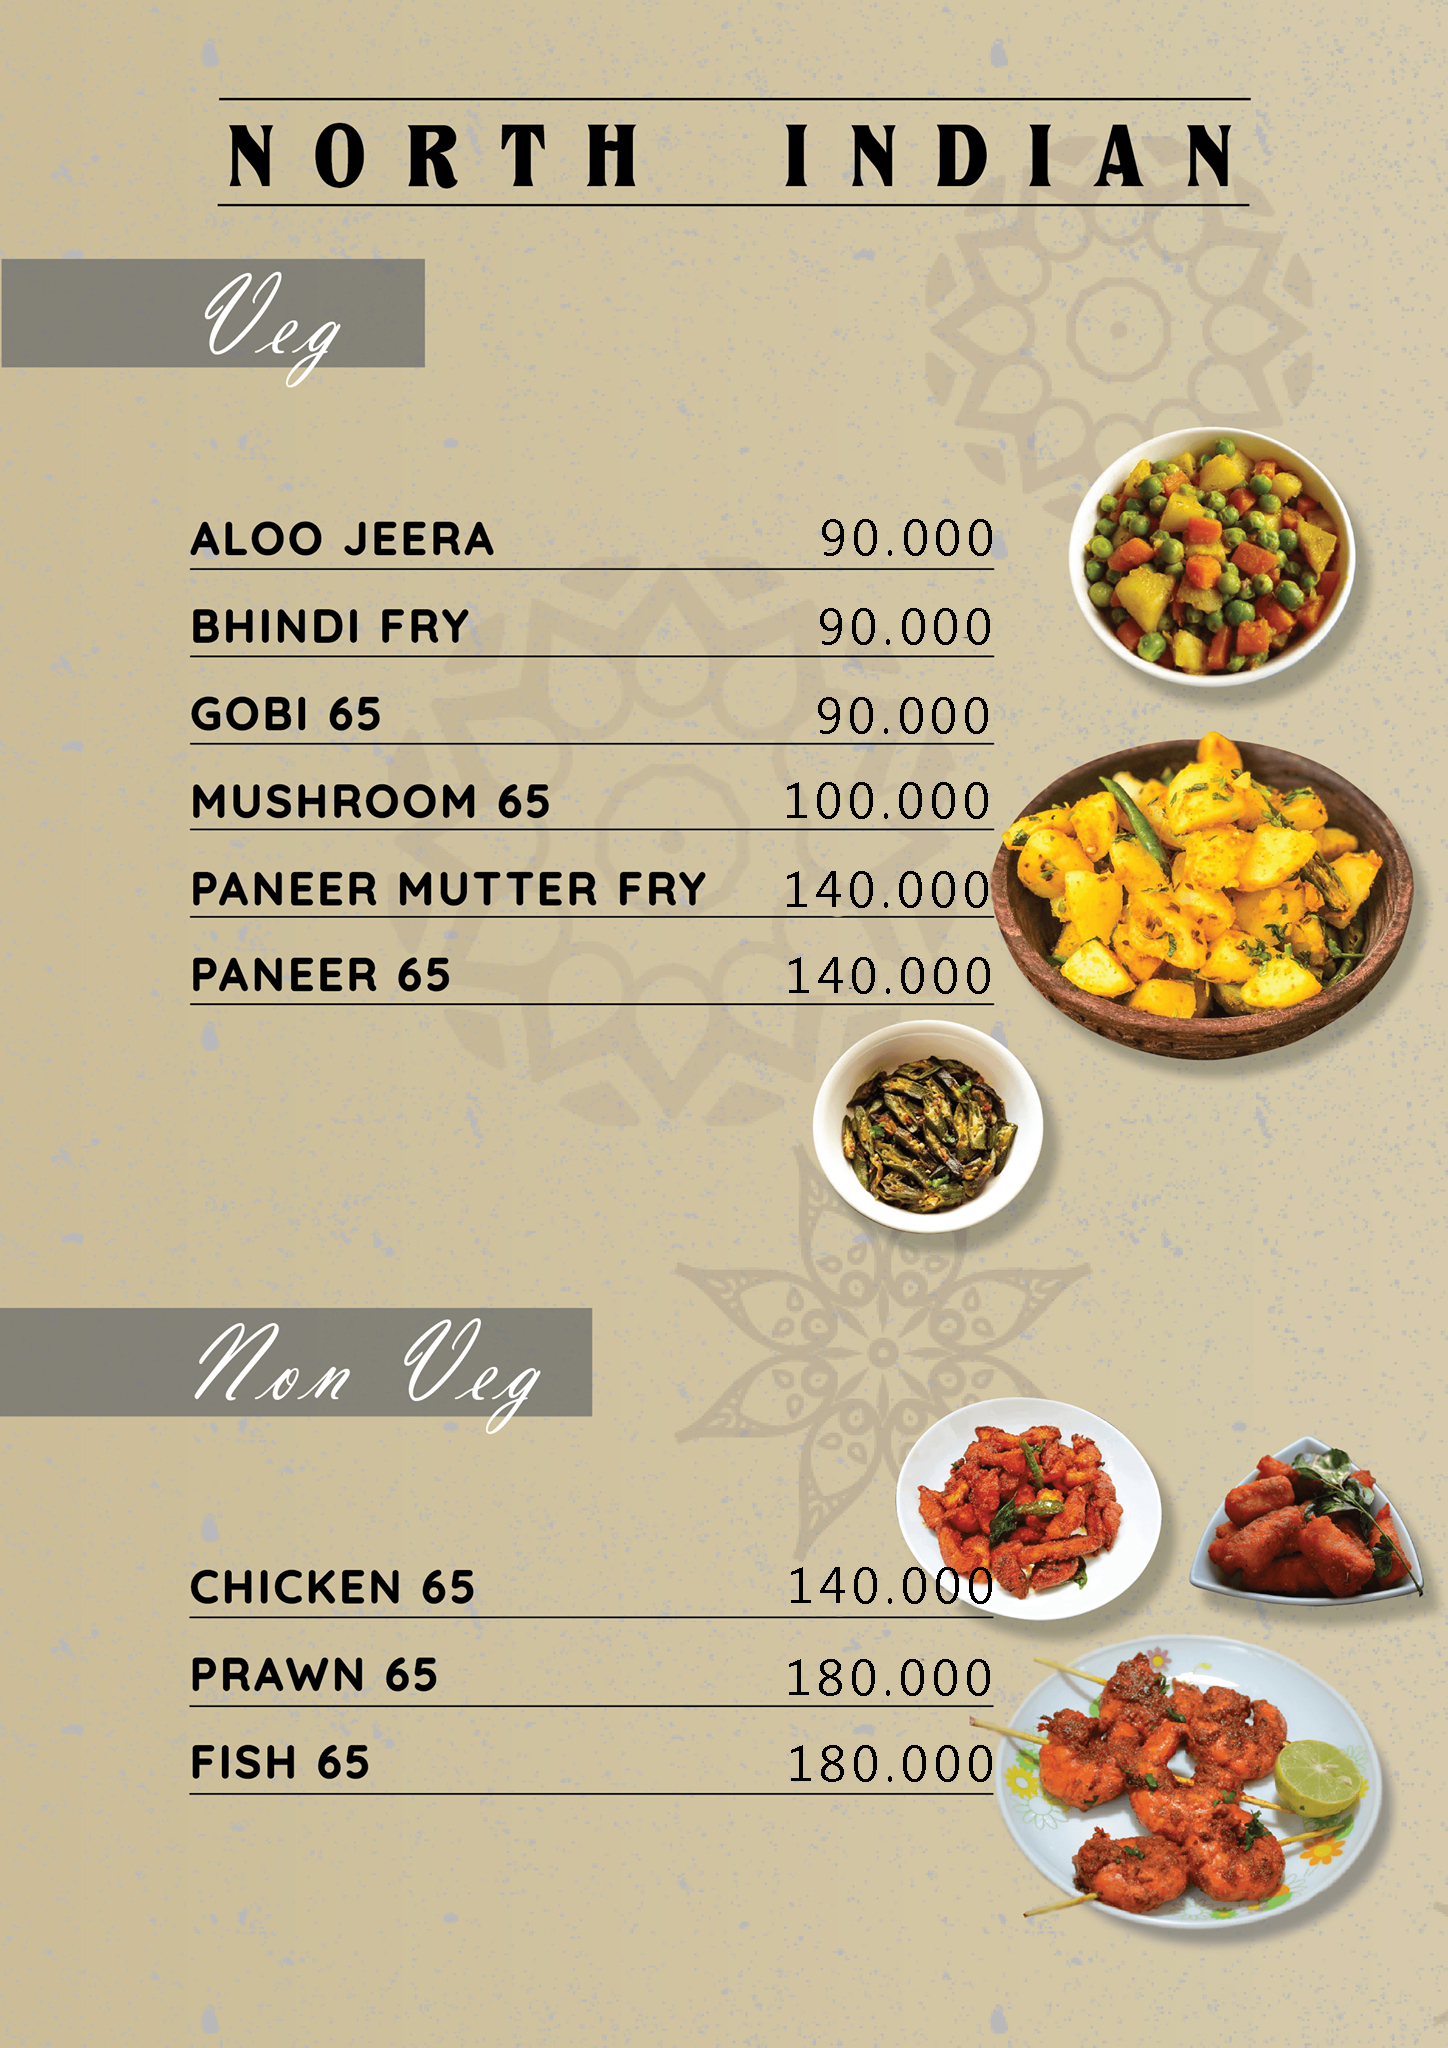 NORTH INDIAN
Veg
ALOO JEERA 90.000
BHINDI FRY 90.000
GOBI 65 90.000
MUSHROOM 65 100.000
PANEER MUTTER FRY 140.000
PANEER 65 140.000
Non Veg
CHICKEN 65 140.000
PRAWN 65 180.000
FISH 65 180.000